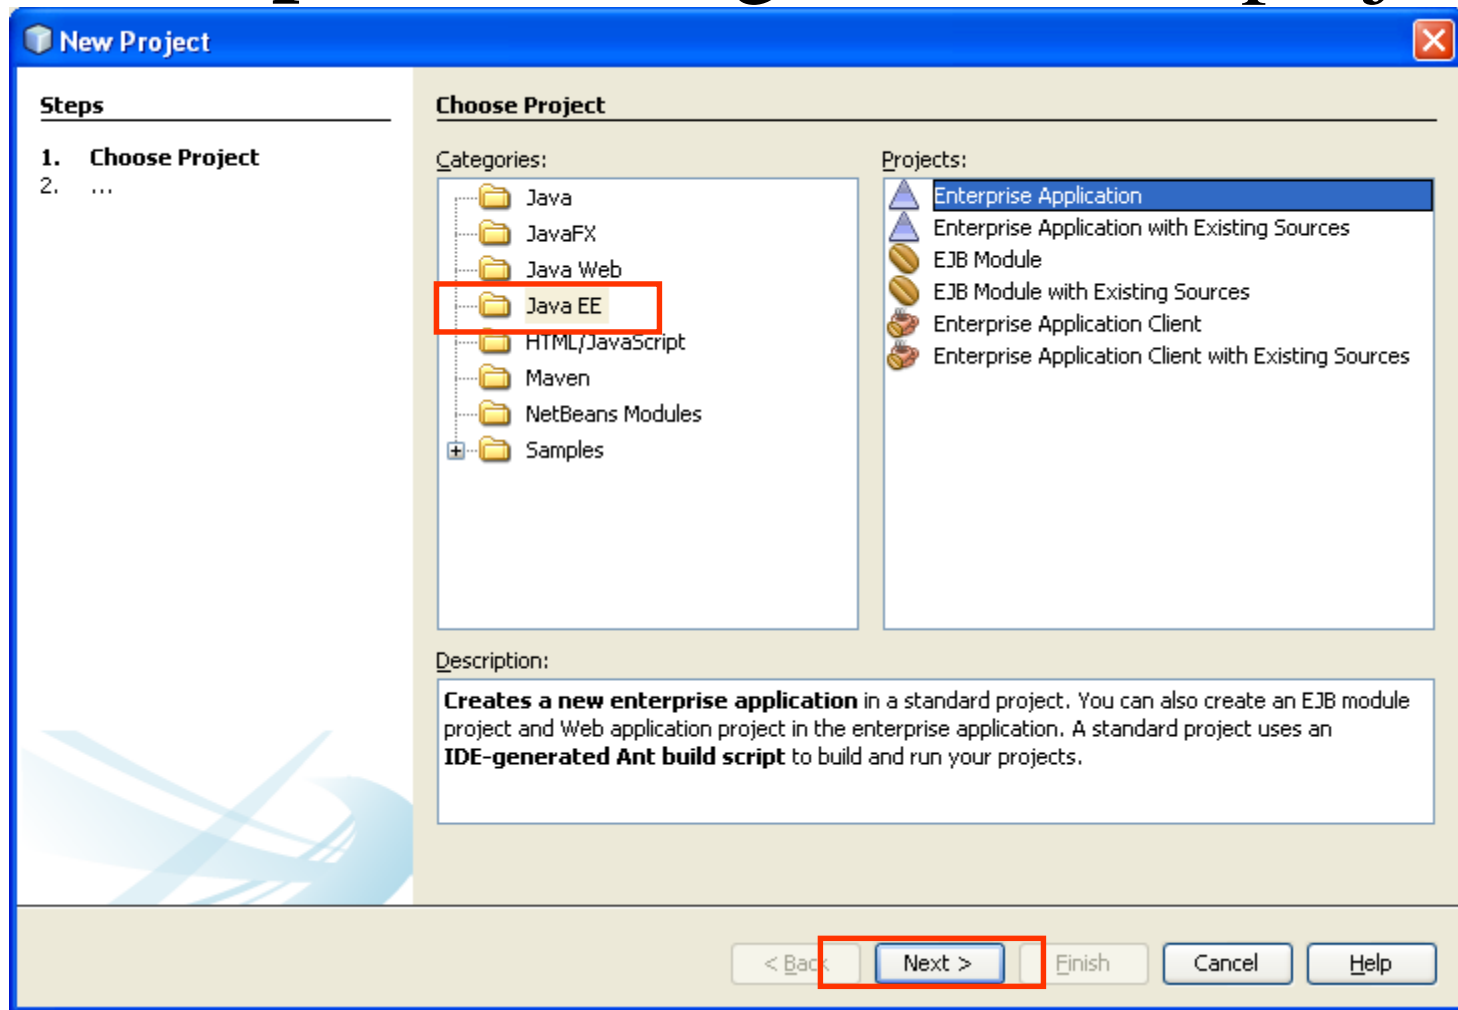 New Project
Steps
1. Choose Project
2. ...
Choose Project
Categories:
Java
JavaFX
Java Web
Java EE
HTML/JavaScript
Maven
NetBeans Modules
Samples
Projects:
Enterprise Application
Enterprise Application with Existing Sources
EJB Module
EJB Module with Existing Sources
Enterprise Application Client
Enterprise Application Client with Existing Sources
Description:
Creates a new enterprise application in a standard project. You can also create an EJB module
project and Web application project in the enterprise application. A standard project uses an
IDE-generated Ant build script to build and run your projects.
< Back
Next >
Finish
Cancel
Help